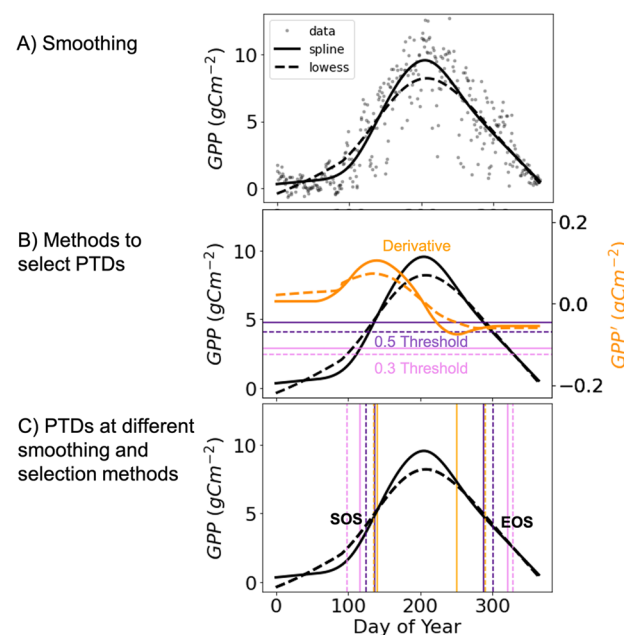 A) Smoothing
GPP (gCm⁻²)
10
5
0
data
spline
lowess
B) Methods to
select PTDs
GPP (gCm⁻²)
10
5
0
Derivative
0.5 Threshold
0.3 Threshold
0.2
0.0
−0.2
GPP′ (gCm⁻²)
C) PTDs at different
smoothing and
selection methods
GPP (gCm⁻²)
10
5
0
SOS
EOS
0
100
200
300
Day of Year